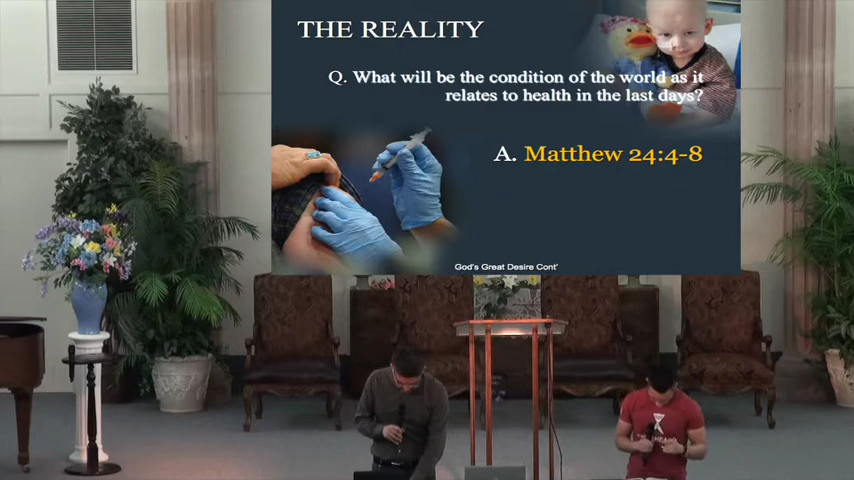 THE REALITY
Q. What will be the condition of the world as it
relates to health in the last days?
A. Matthew 24:4-8
God's Great Desire Cont'